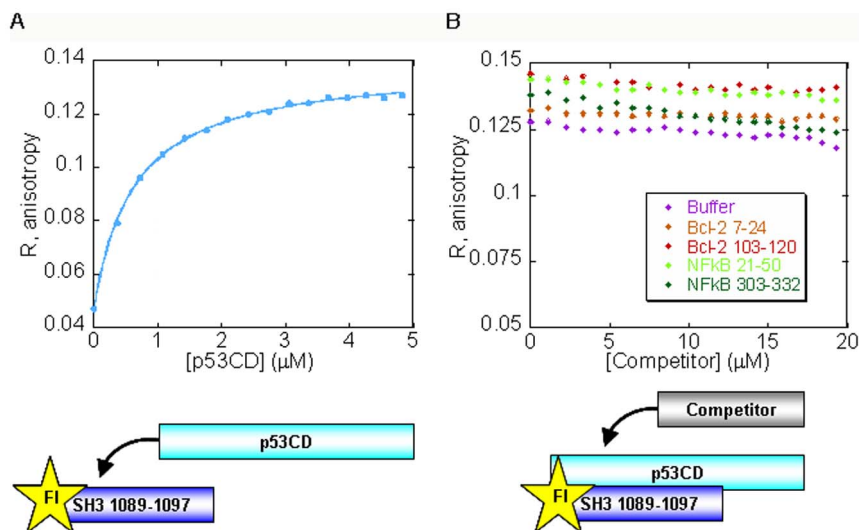 A
R, anisotropy
0.14
0.12
0.1
0.08
0.06
0.04
0
1
2
3
4
5
[p53CD] (μM)
p53CD
Fl
SH3 1089-1097
B
R, anisotropy
0.15
0.125
0.1
0.075
0.05
Buffer
Bcl-2 7-24
Bcl-2 103-120
NFkB 21-50
NFkB 303-332
0
5
10
15
20
[Competitor] (μM)
Competitor
p53CD
Fl
SH3 1089-1097